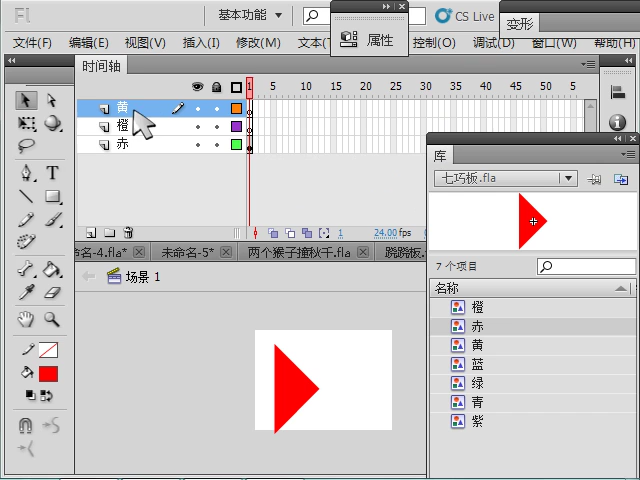 Fl 基本功能 CS Live
属性
变形
文件(F) 编辑(E) 视图(V) 插入(I) 修改(M) 文本(T 控制(O) 调试(D) 窗口(W) 帮助(H)
时间轴
1 5 10 15 20 25 30 35 40 45 50 5
黄
橙
赤
1 24.00 fps
命名-4.fla* 未命名-5* 两个猴子撞秋千.fla 跷跷板.
场景 1
库
七巧板.fla
7 个项目
名称
橙
赤
黄
蓝
绿
青
紫